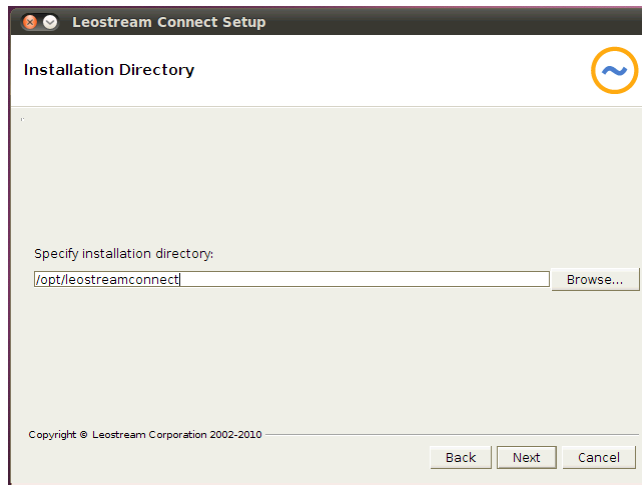 Leostream Connect Setup
Installation Directory
Specify installation directory:
/opt/leostreamconnect
Browse...
Copyright © Leostream Corporation 2002-2010
Back Next Cancel